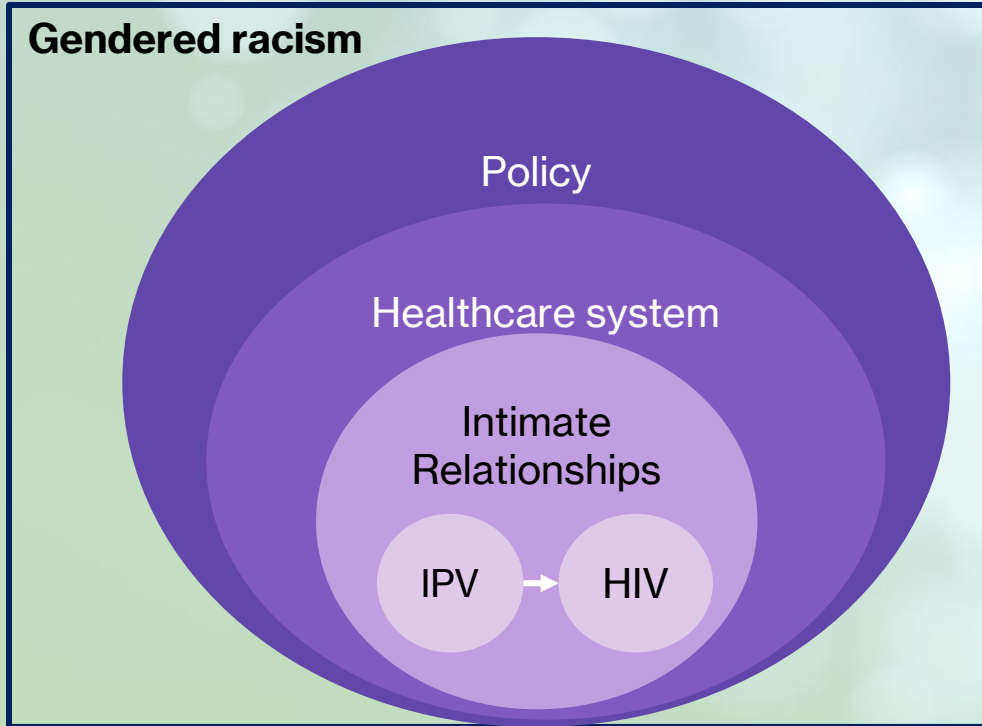 Gendered racism
Policy
Healthcare system
Intimate
Relationships
IPV
HIV